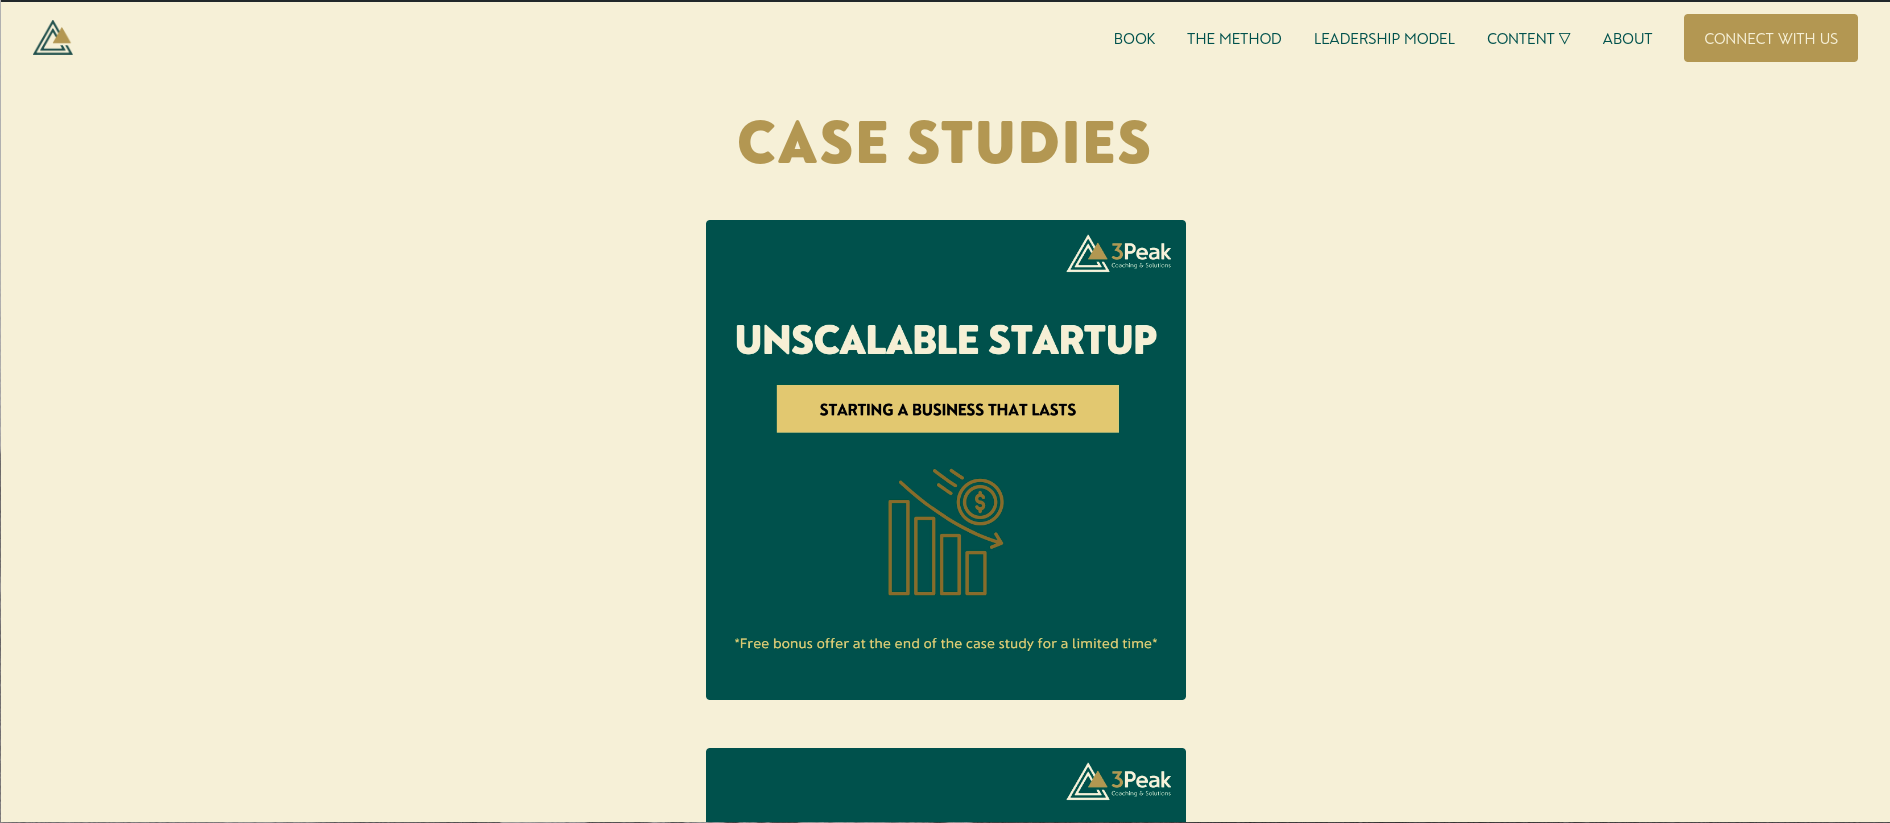 BOOK
THE METHOD
LEADERSHIP MODEL
CONTENT ▽
ABOUT
CONNECT WITH US
CASE STUDIES
3Peak
Coaching & Solutions
UNSCALABLE STARTUP
STARTING A BUSINESS THAT LASTS
$
*Free bonus offer at the end of the case study for a limited time*
3Peak
Coaching & Solutions